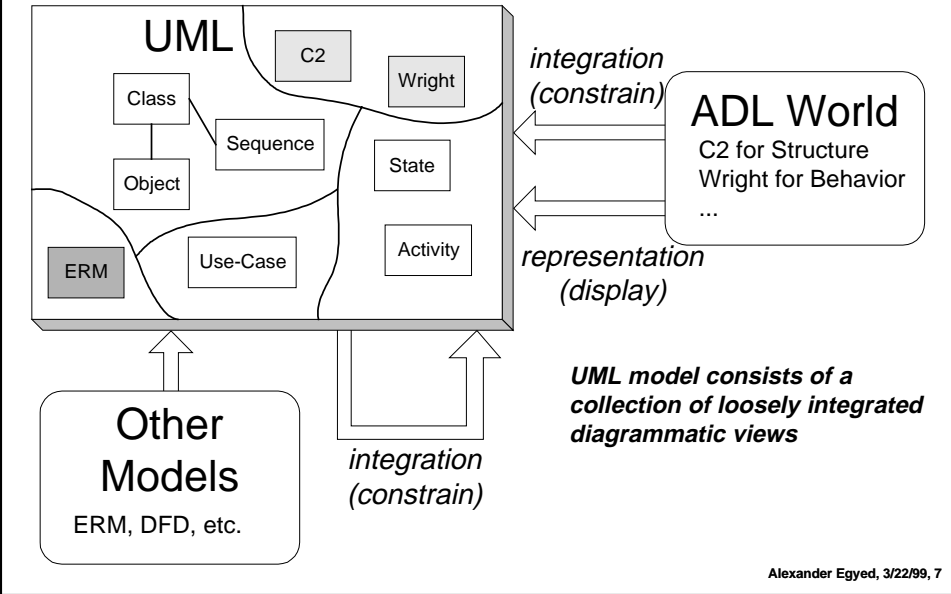 UML
C2
Wright
Class
Sequence
Object
State
Activity
Use-Case
ERM
integration
(constrain)
ADL World
C2 for Structure
Wright for Behavior
...
representation
(display)
Other
Models
ERM, DFD, etc.
integration
(constrain)
UML model consists of a
collection of loosely integrated
diagrammatic views
Alexander Egyed, 3/22/99, 7